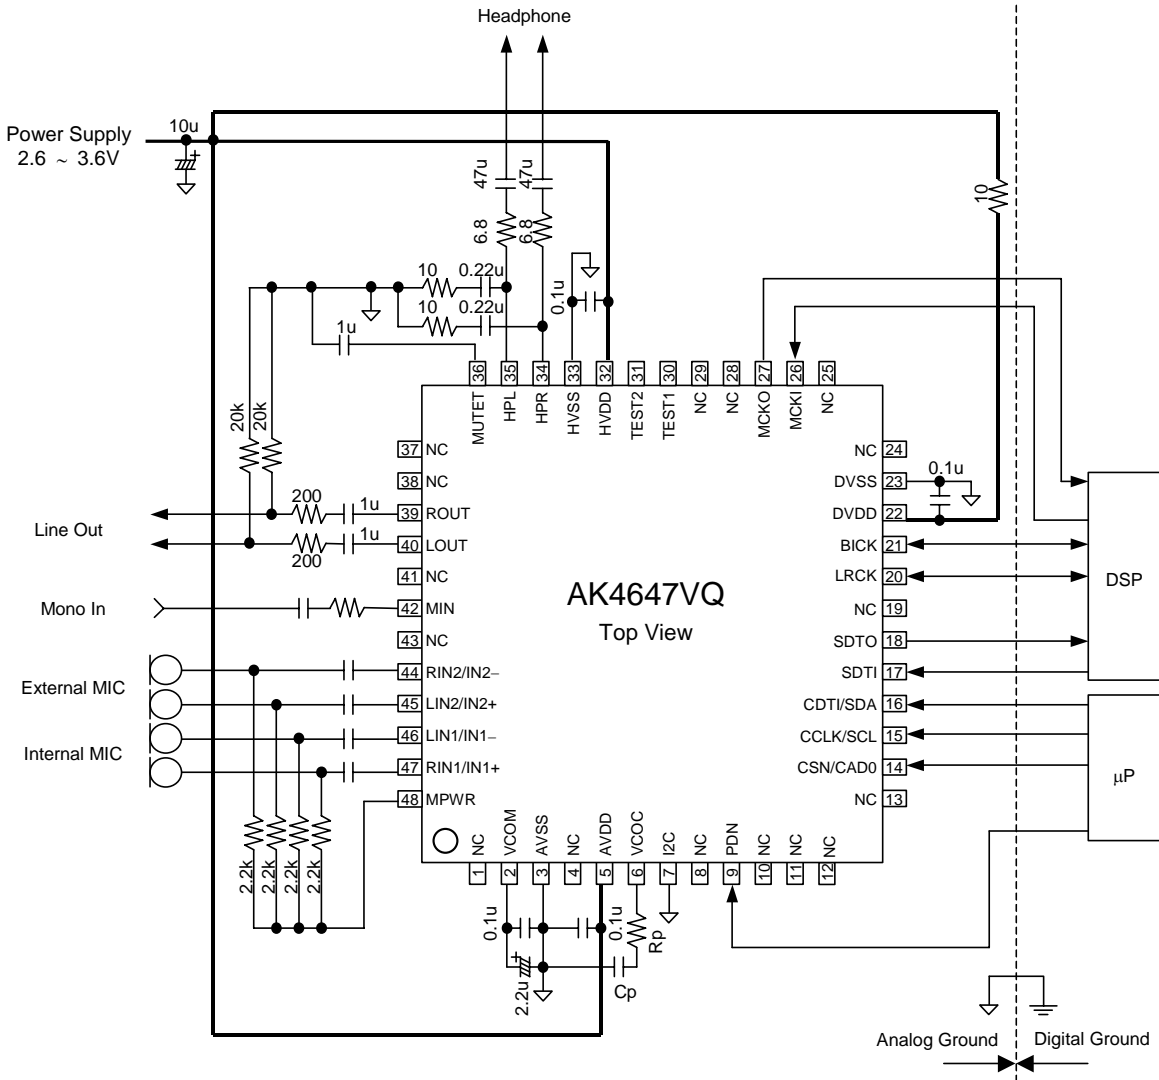 Headphone
Power Supply
2.6 ~ 3.6V
10u
47u
47u
6.8
6.8
10
10
0.22u
10
0.22u
0.1u
1u
20k
20k
36
35
34
33
32
31
30
29
28
27
26
25
MUTET
HPL
HPR
HVSS
HVDD
TEST2
TEST1
NC
NC
MCKO
MCKI
NC
37 NC
38 NC
39 ROUT
40 LOUT
41 NC
42 MIN
43 NC
44 RIN2/IN2−
45 LIN2/IN2+
46 LIN1/IN1−
47 RIN1/IN1+
48 MPWR
Line Out
200
1u
200
1u
Mono In
External MIC
Internal MIC
2.2k
2.2k
2.2k
2.2k
AK4647VQ
Top View
NC 24
DVSS 23
DVDD 22
BICK 21
LRCK 20
NC 19
SDTO 18
SDTI 17
CDTI/SDA 16
CCLK/SCL 15
CSN/CAD0 14
NC 13
0.1u
DSP
μP
NC
VCOM
AVSS
NC
AVDD
VCOC
I2C
NC
PDN
NC
NC
NC
1
2
3
4
5
6
7
8
9
10
11
12
0.1u
0.1u
Rp
2.2u
Cp
Analog Ground
Digital Ground